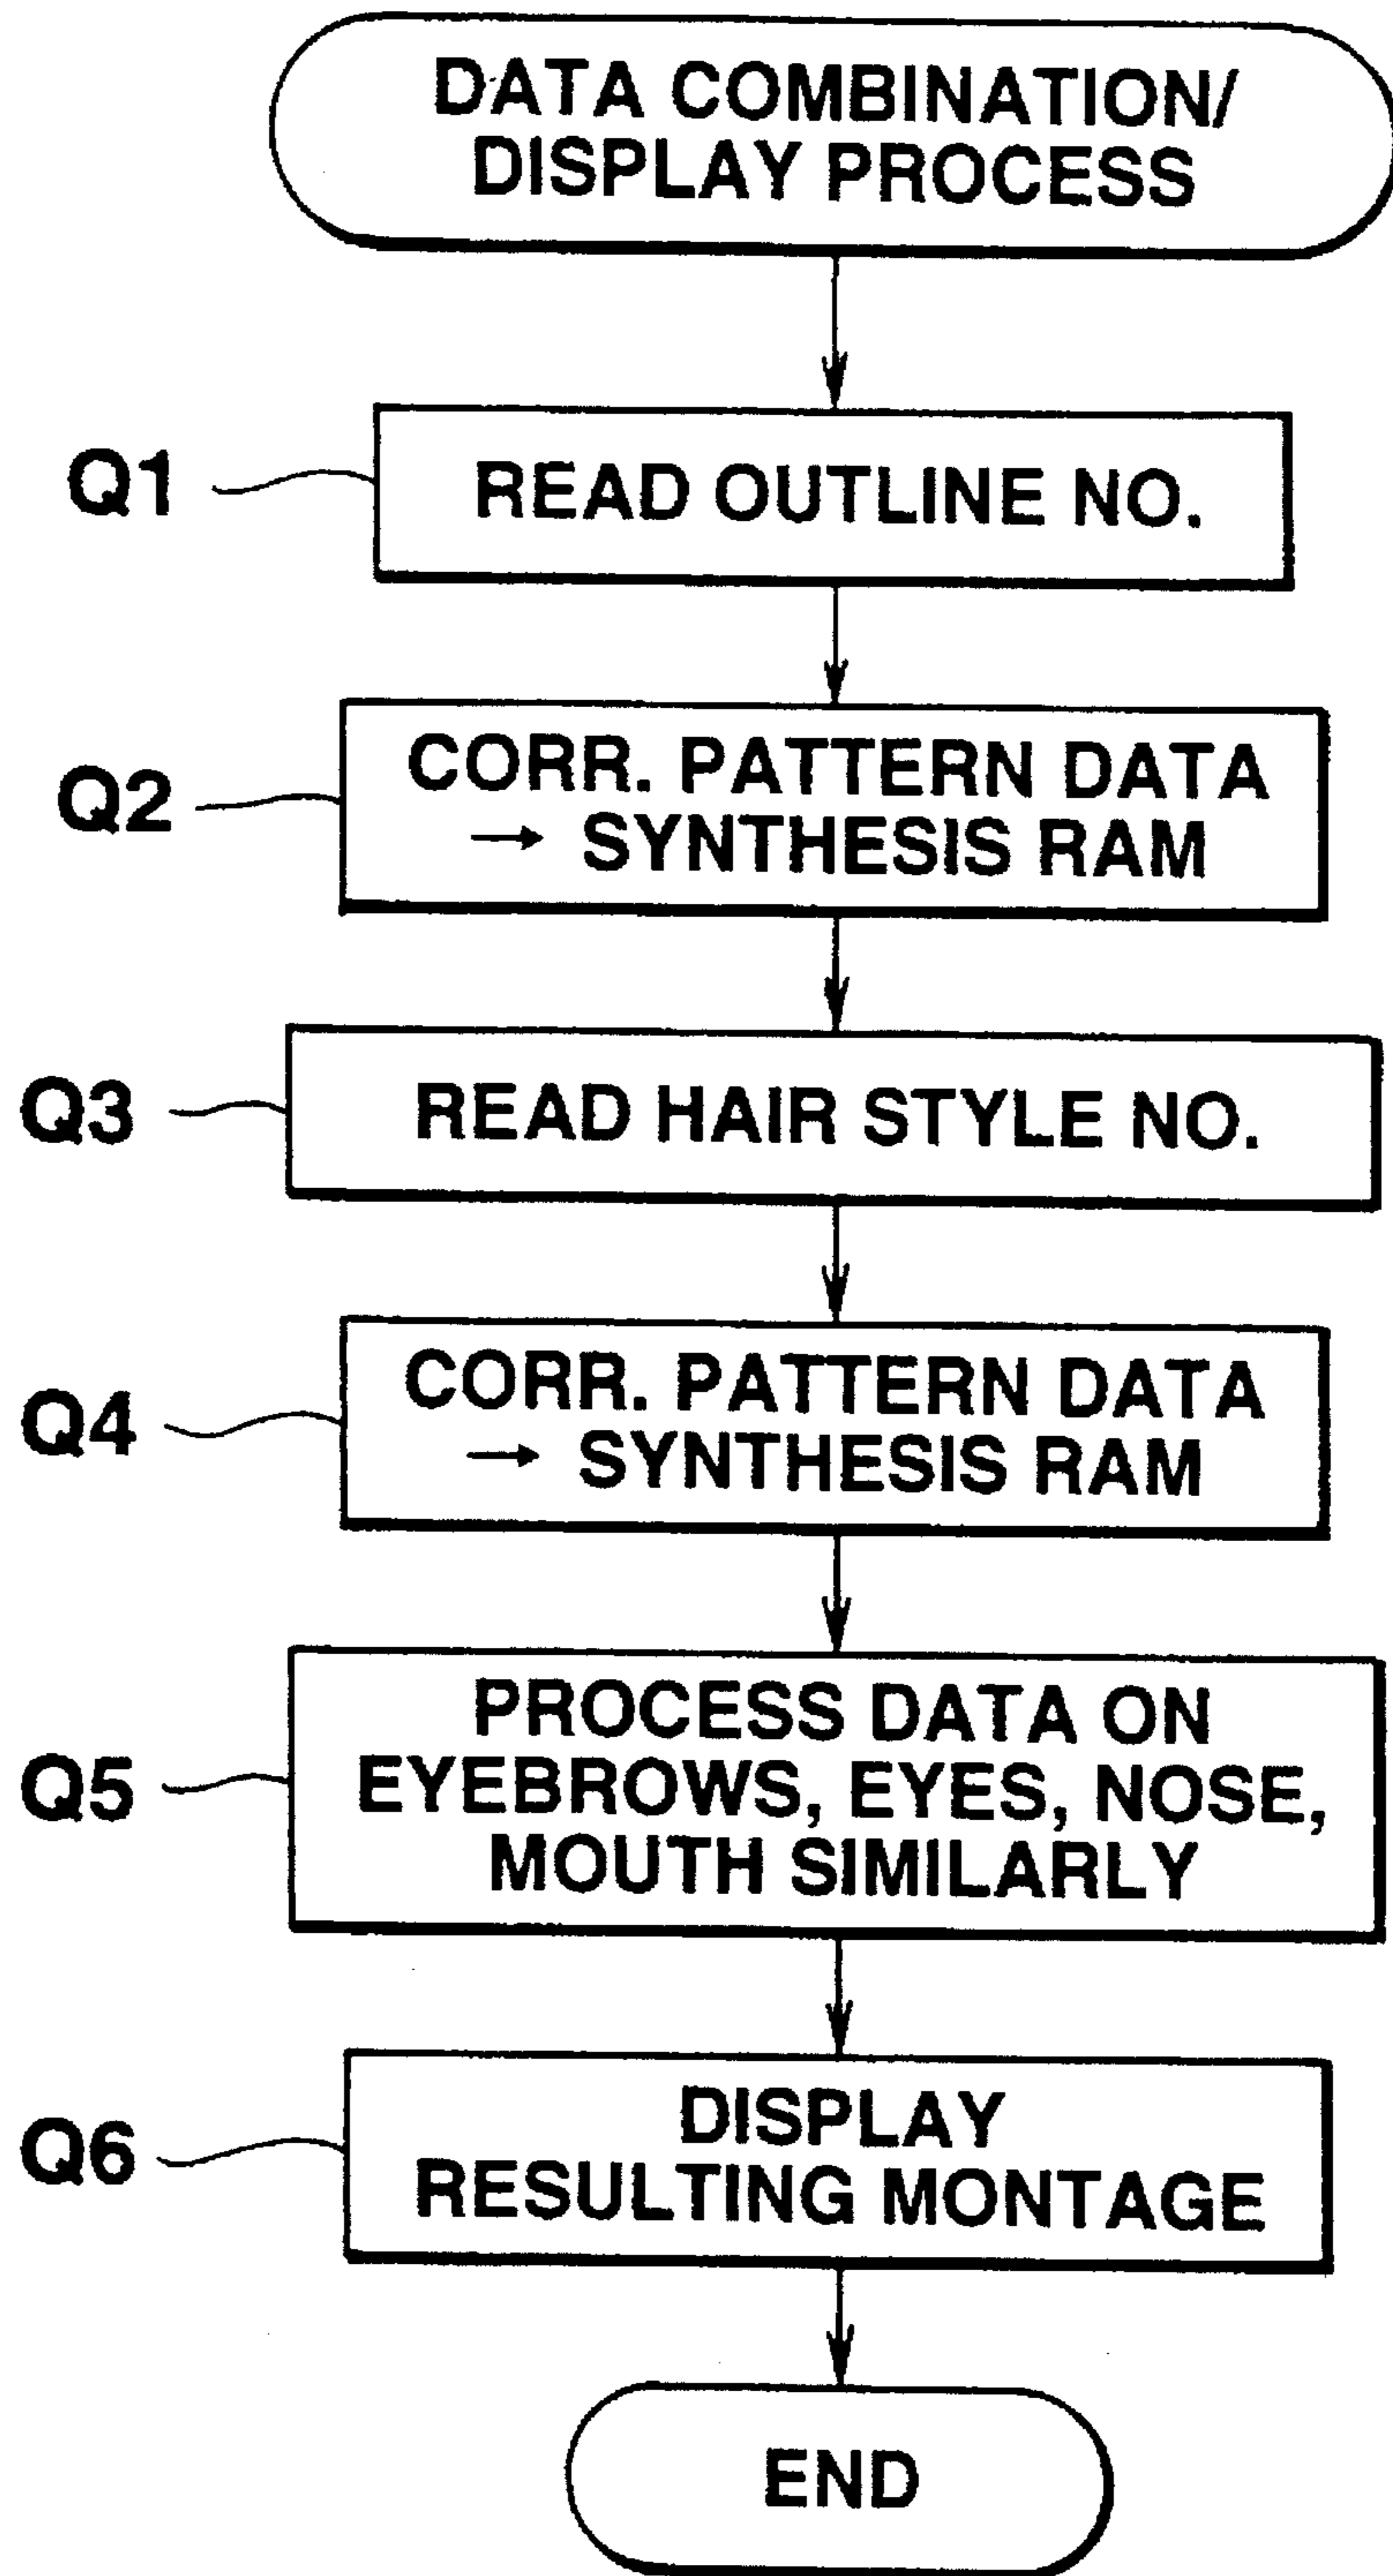 DATA COMBINATION/
DISPLAY PROCESS
Q1
READ OUTLINE NO.
Q2
CORR. PATTERN DATA
→ SYNTHESIS RAM
Q3
READ HAIR STYLE NO.
Q4
CORR. PATTERN DATA
→ SYNTHESIS RAM
Q5
PROCESS DATA ON
EYEBROWS, EYES, NOSE,
MOUTH SIMILARLY
Q6
DISPLAY
RESULTING MONTAGE
END